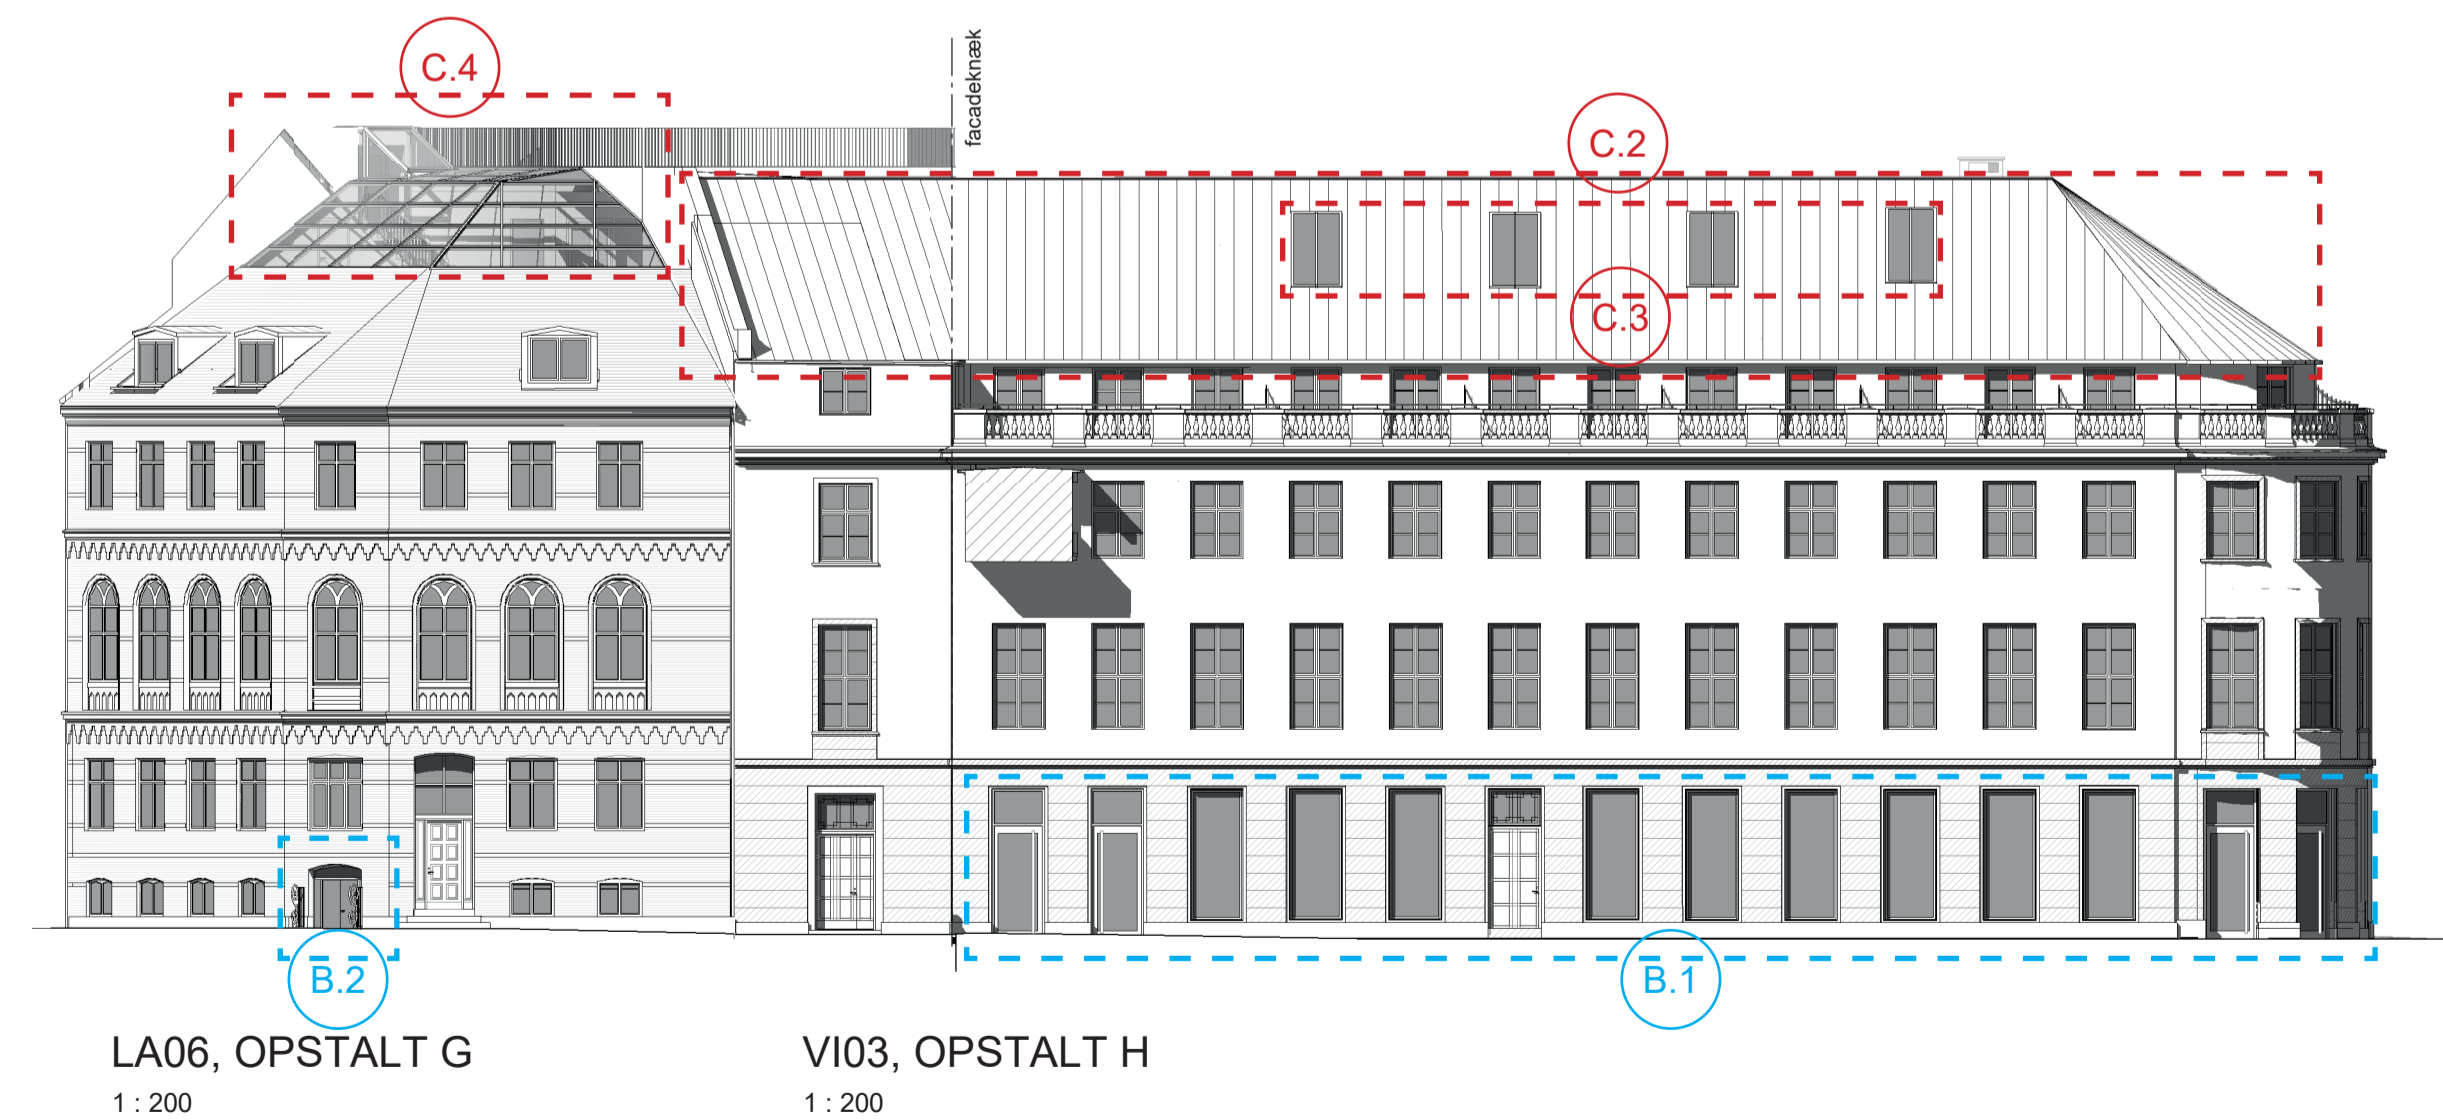 C.4
facadeknæk
C.2
C.3
B.2
B.1
LA06, OPSTALT G
1 : 200
VI03, OPSTALT H
1 : 200